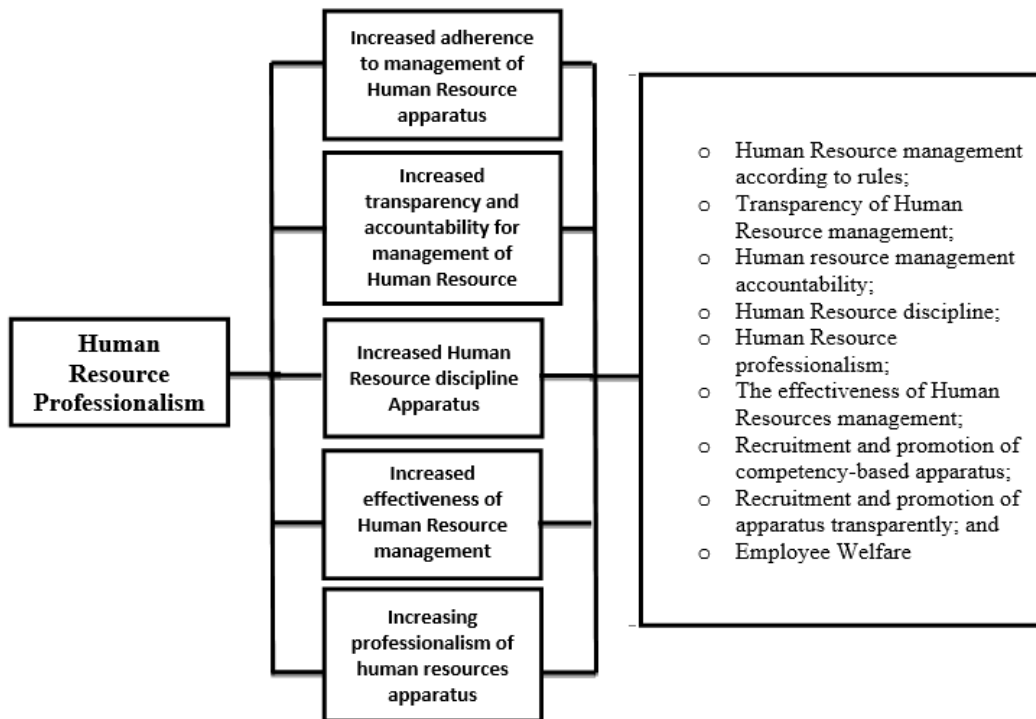 Human
Resource
Professionalism
Increased adherence
to management of
Human Resource
apparatus
Increased
transparency and
accountability for
management of
Human Resource
Increased Human
Resource discipline
Apparatus
Increased
effectiveness of
Human Resource
management
Increasing
professionalism of
human resources
apparatus
o Human Resource management
according to rules;
o Transparency of Human
Resource management;
o Human resource management
accountability;
o Human Resource discipline;
o Human Resource
professionalism;
o The effectiveness of Human
Resources management;
o Recruitment and promotion of
competency-based apparatus;
o Recruitment and promotion of
apparatus transparently; and
o Employee Welfare